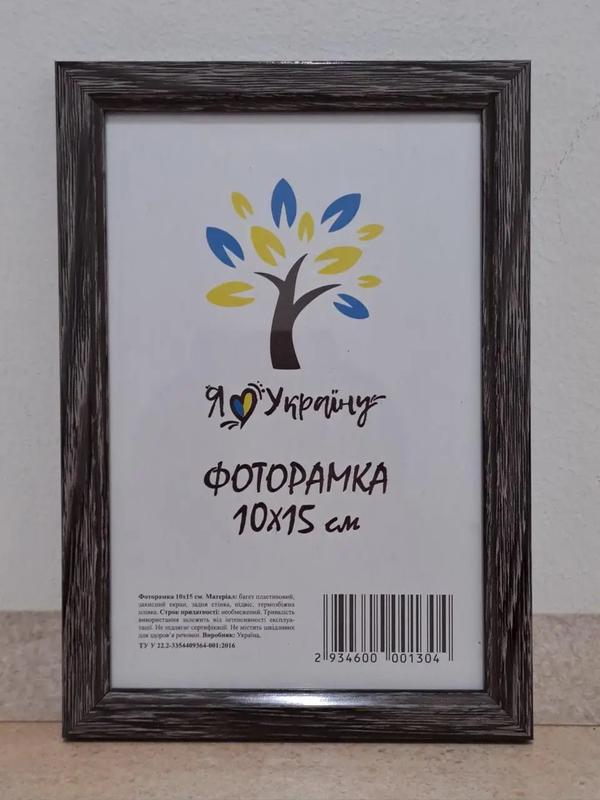 Я Україну
ФОТОРАМКА
10х15 см
Фоторамка 10х15 см. Матеріал: багет пластиковий,
захисний екран, задня стінка, підвіс, термозбіжна
плівка. Строк придатності: необмежений. Тривалість
використання залежить від інтенсивності експлуа-
тації. Не підлягає сертифікації. Не містить шкідливих
для здоров'я речовин. Виробник: Україна,
ТУ У 22.2-3354409364-001:2016
2 934600 001304